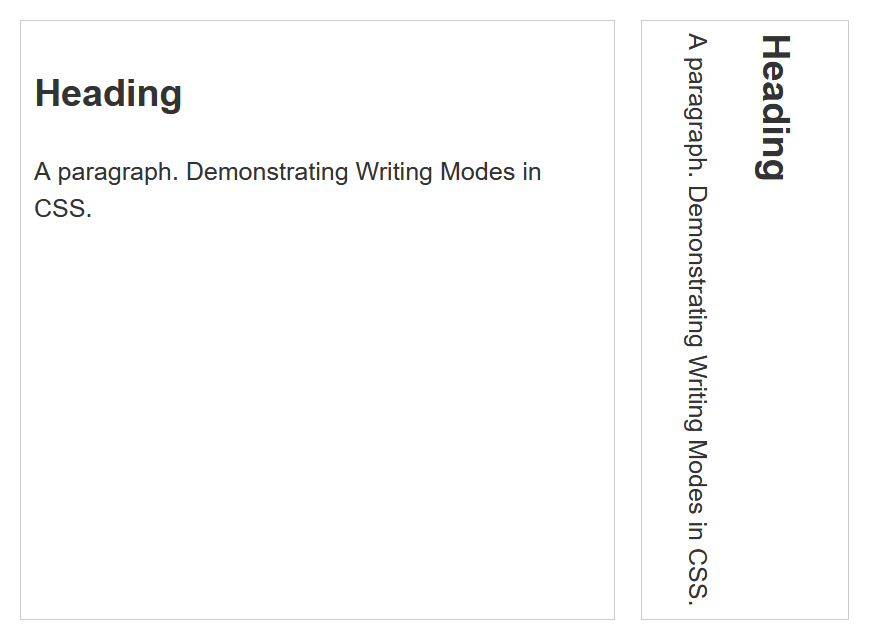 Heading
A paragraph. Demonstrating Writing Modes in
CSS.
Heading
A paragraph. Demonstrating Writing Modes in CSS.